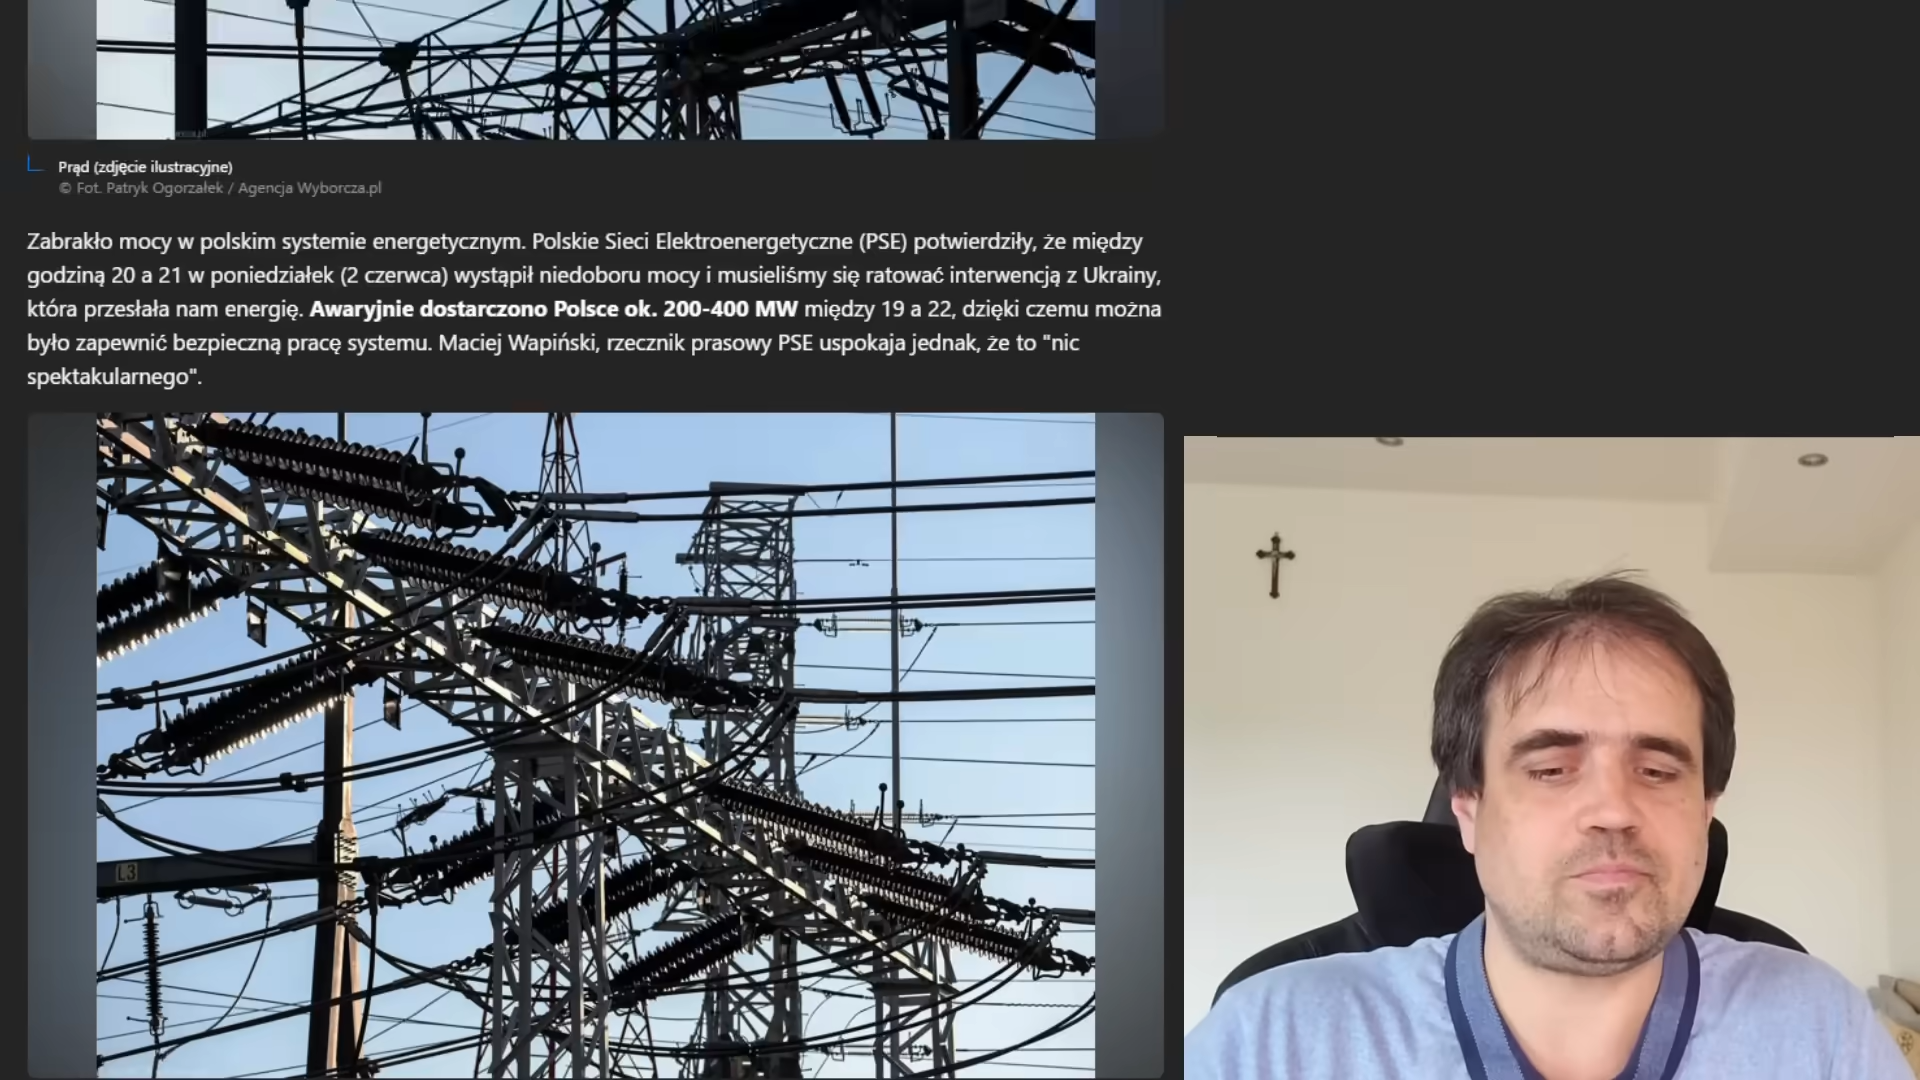 Prąd (zdjęcie ilustracyjne)
© Fot. Patryk Ogorzałek / Agencja Wyborcza.pl
Zabrakło mocy w polskim systemie energetycznym. Polskie Sieci Elektroenergetyczne (PSE) potwierdziły, że między
godziną 20 a 21 w poniedziałek (2 czerwca) wystąpił niedoboru mocy i musieliśmy się ratować interwencją z Ukrainy,
która przesłała nam energię. Awaryjnie dostarczono Polsce ok. 200-400 MW między 19 a 22, dzięki czemu można
było zapewnić bezpieczną pracę systemu. Maciej Wapiński, rzecznik prasowy PSE uspokaja jednak, że to "nic
spektakularnego".
L3